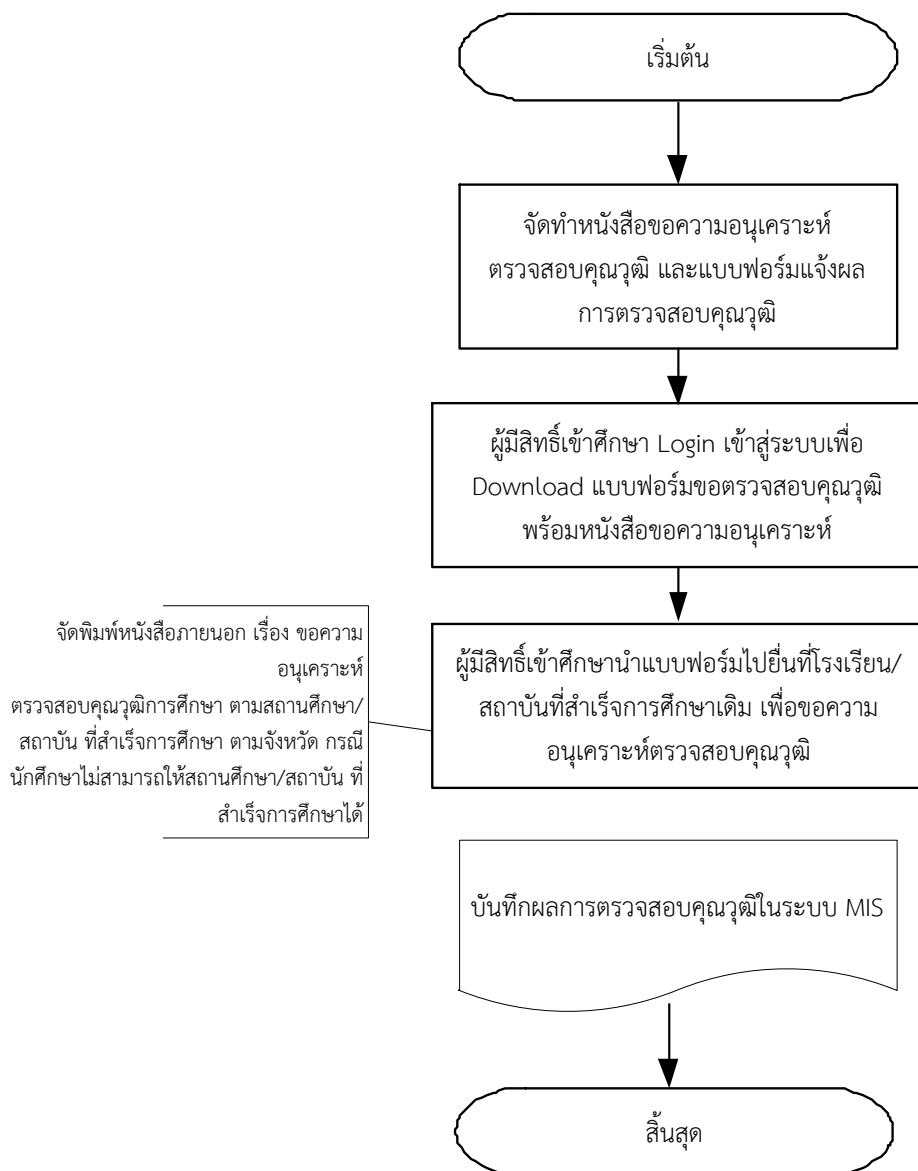 เริ่มต้น
จัดทำหนังสือขอความอนุเคราะห์
ตรวจสอบคุณวุฒิ และแบบฟอร์มแจ้งผล
การตรวจสอบคุณวุฒิ
ผู้มีสิทธิ์เข้าศึกษา Login เข้าสู่ระบบเพื่อ
Download แบบฟอร์มขอตรวจสอบคุณวุฒิ
พร้อมหนังสือขอความอนุเคราะห์
จัดพิมพ์หนังสือภายนอก เรื่อง ขอความ
อนุเคราะห์
ตรวจสอบคุณวุฒิการศึกษา ตามสถานศึกษา/
สถาบัน ที่สำเร็จการศึกษา ตามจังหวัด กรณี
นักศึกษาไม่สามารถให้สถานศึกษา/สถาบัน ที่
สำเร็จการศึกษาได้
ผู้มีสิทธิ์เข้าศึกษานำแบบฟอร์มไปยื่นที่โรงเรียน/
สถาบันที่สำเร็จการศึกษาเดิม เพื่อขอความ
อนุเคราะห์ตรวจสอบคุณวุฒิ
บันทึกผลการตรวจสอบคุณวุฒิในระบบ MIS
สิ้นสุด